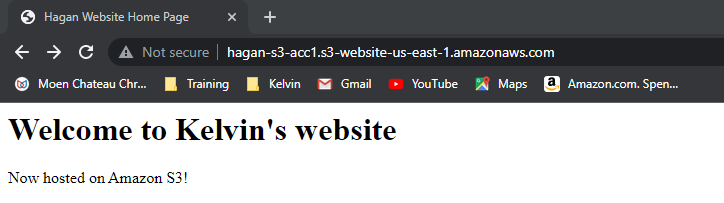 Hagan Website Home Page
Not secure hagan-s3-acc1.s3-website-us-east-1.amazonaws.com
Moen Chateau Chr... Training Kelvin Gmail YouTube Maps Amazon.com. Spen...
Welcome to Kelvin's website
Now hosted on Amazon S3!